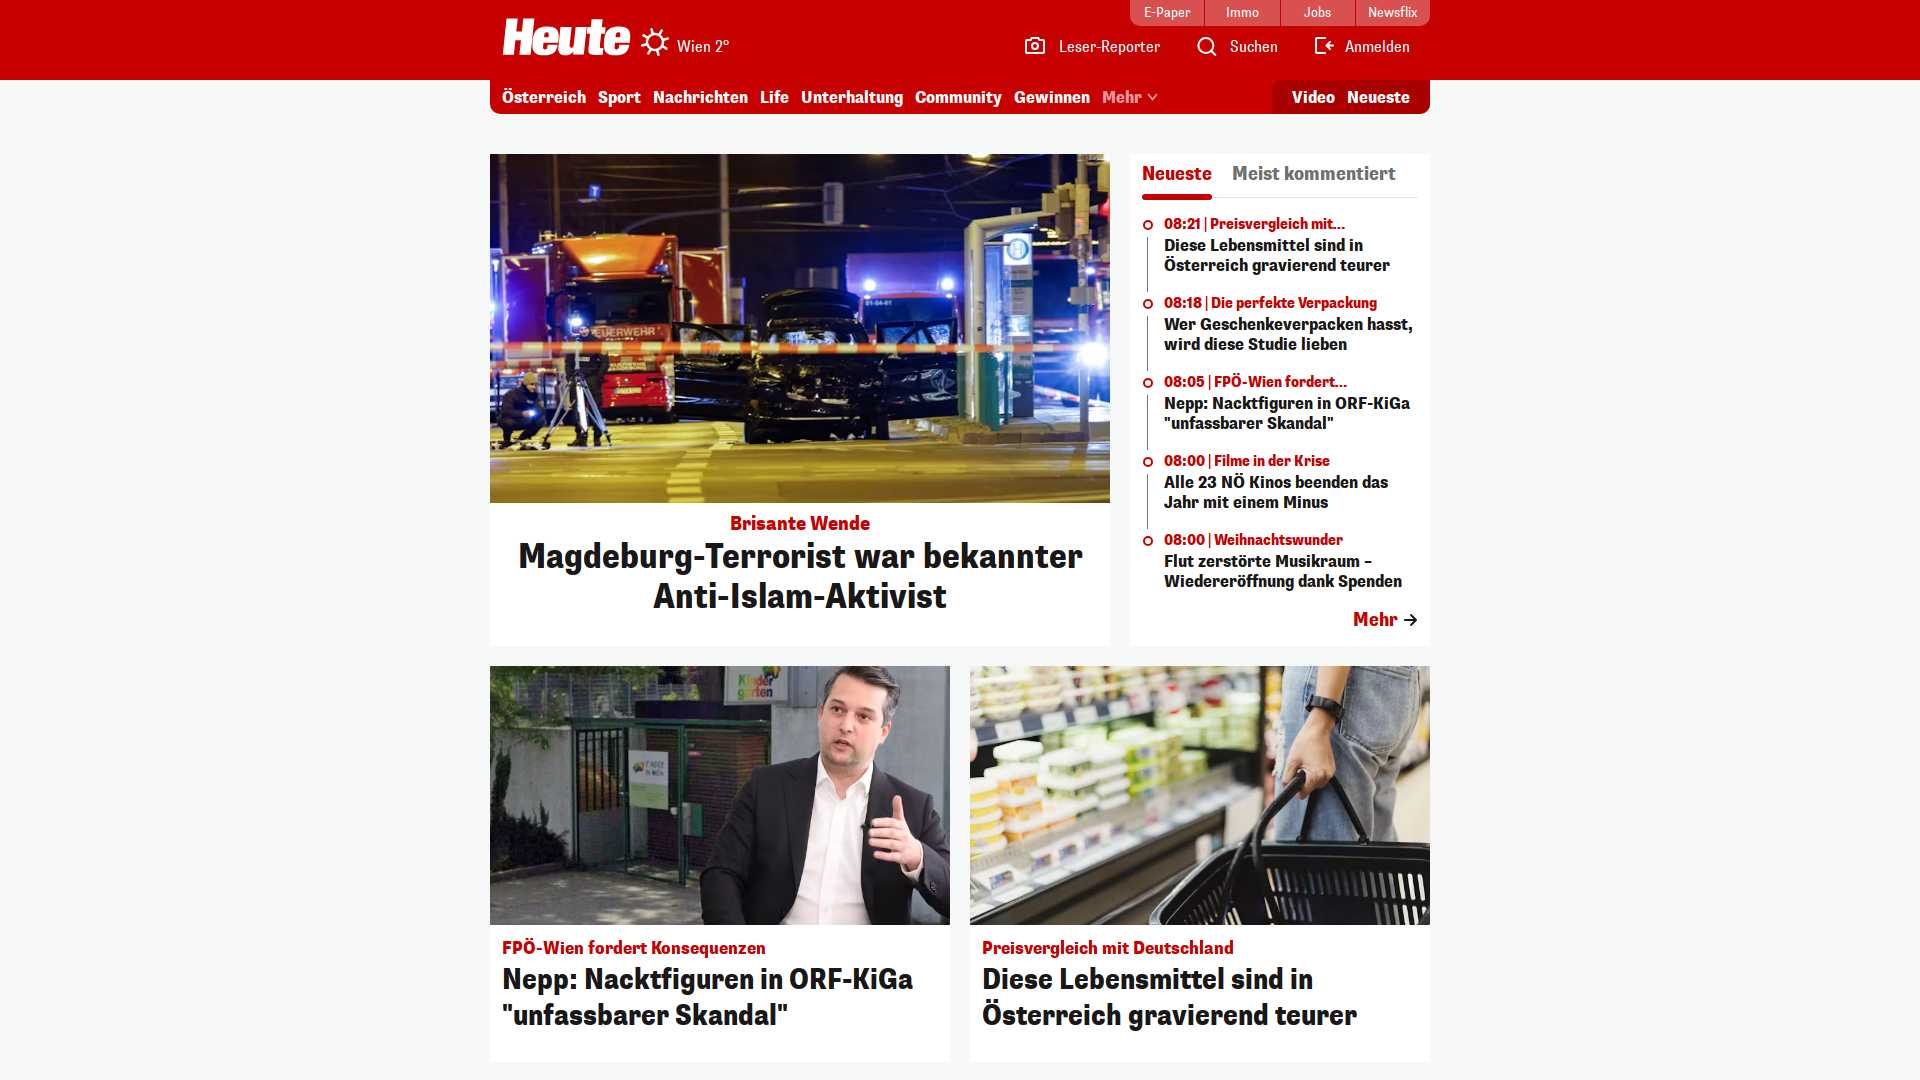 E-Paper
Immo
Jobs
Newsflix
Heute
Wien 2°
Leser-Reporter
Suchen
Anmelden
Österreich
Sport
Nachrichten
Life
Unterhaltung
Community
Gewinnen
Mehr
Video
Neueste
FEUERWEHR
Brisante Wende
Magdeburg-Terrorist war bekannter
Anti-Islam-Aktivist
Neueste
Meist kommentiert
08:21 | Preisvergleich mit...
Diese Lebensmittel sind in
Österreich gravierend teurer
08:18 | Die perfekte Verpackung
Wer Geschenkeverpacken hasst,
wird diese Studie lieben
08:05 | FPÖ-Wien fordert...
Nepp: Nacktfiguren in ORF-KiGa
"unfassbarer Skandal"
08:00 | Filme in der Krise
Alle 23 NÖ Kinos beenden das
Jahr mit einem Minus
08:00 | Weihnachtswunder
Flut zerstörte Musikraum –
Wiedereröffnung dank Spenden
Mehr
Kinder
garten
FPÖ-Wien fordert Konsequenzen
Nepp: Nacktfiguren in ORF-KiGa
"unfassbarer Skandal"
Preisvergleich mit Deutschland
Diese Lebensmittel sind in
Österreich gravierend teurer